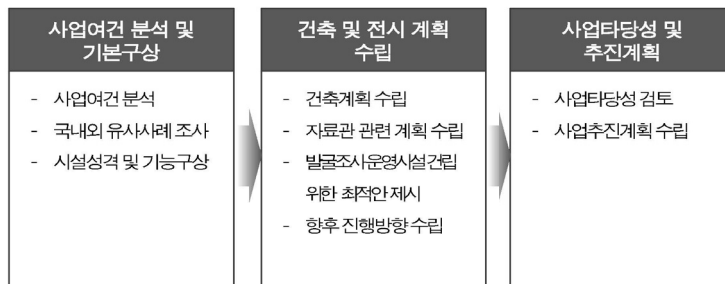 사업여건 분석 및
기본구상
- 사업여건 분석
- 국내외 유사사례 조사
- 시설성격 및 기능구상
건축 및 전시 계획
수립
- 건축계획 수립
- 자료관 관련 계획 수립
- 발굴조사운영시설 건립
위한 최적안 제시
- 향후 진행방향 수립
사업타당성 및
추진계획
- 사업타당성 검토
- 사업추진계획 수립